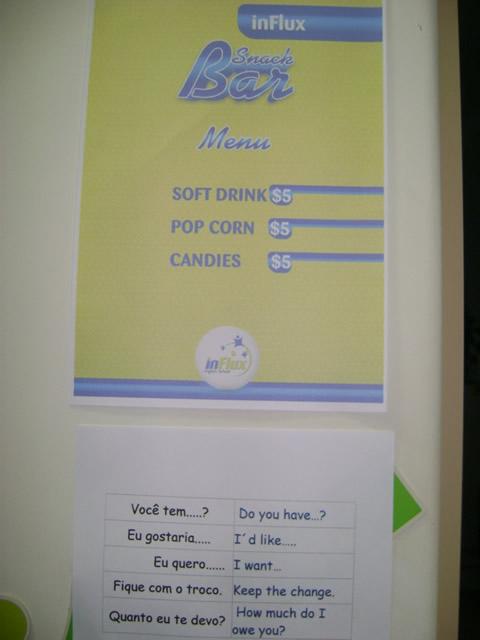 inFlux
Snack
Bar
Menu
SOFT DRINK $5
POP CORN $5
CANDIES $5
inFlux
Você tem.....? Do you have...?
Eu gostaria..... I´d like.....
Eu quero...... I want...
Fique com o troco. Keep the change.
Quanto eu te devo? How much do I
owe you?